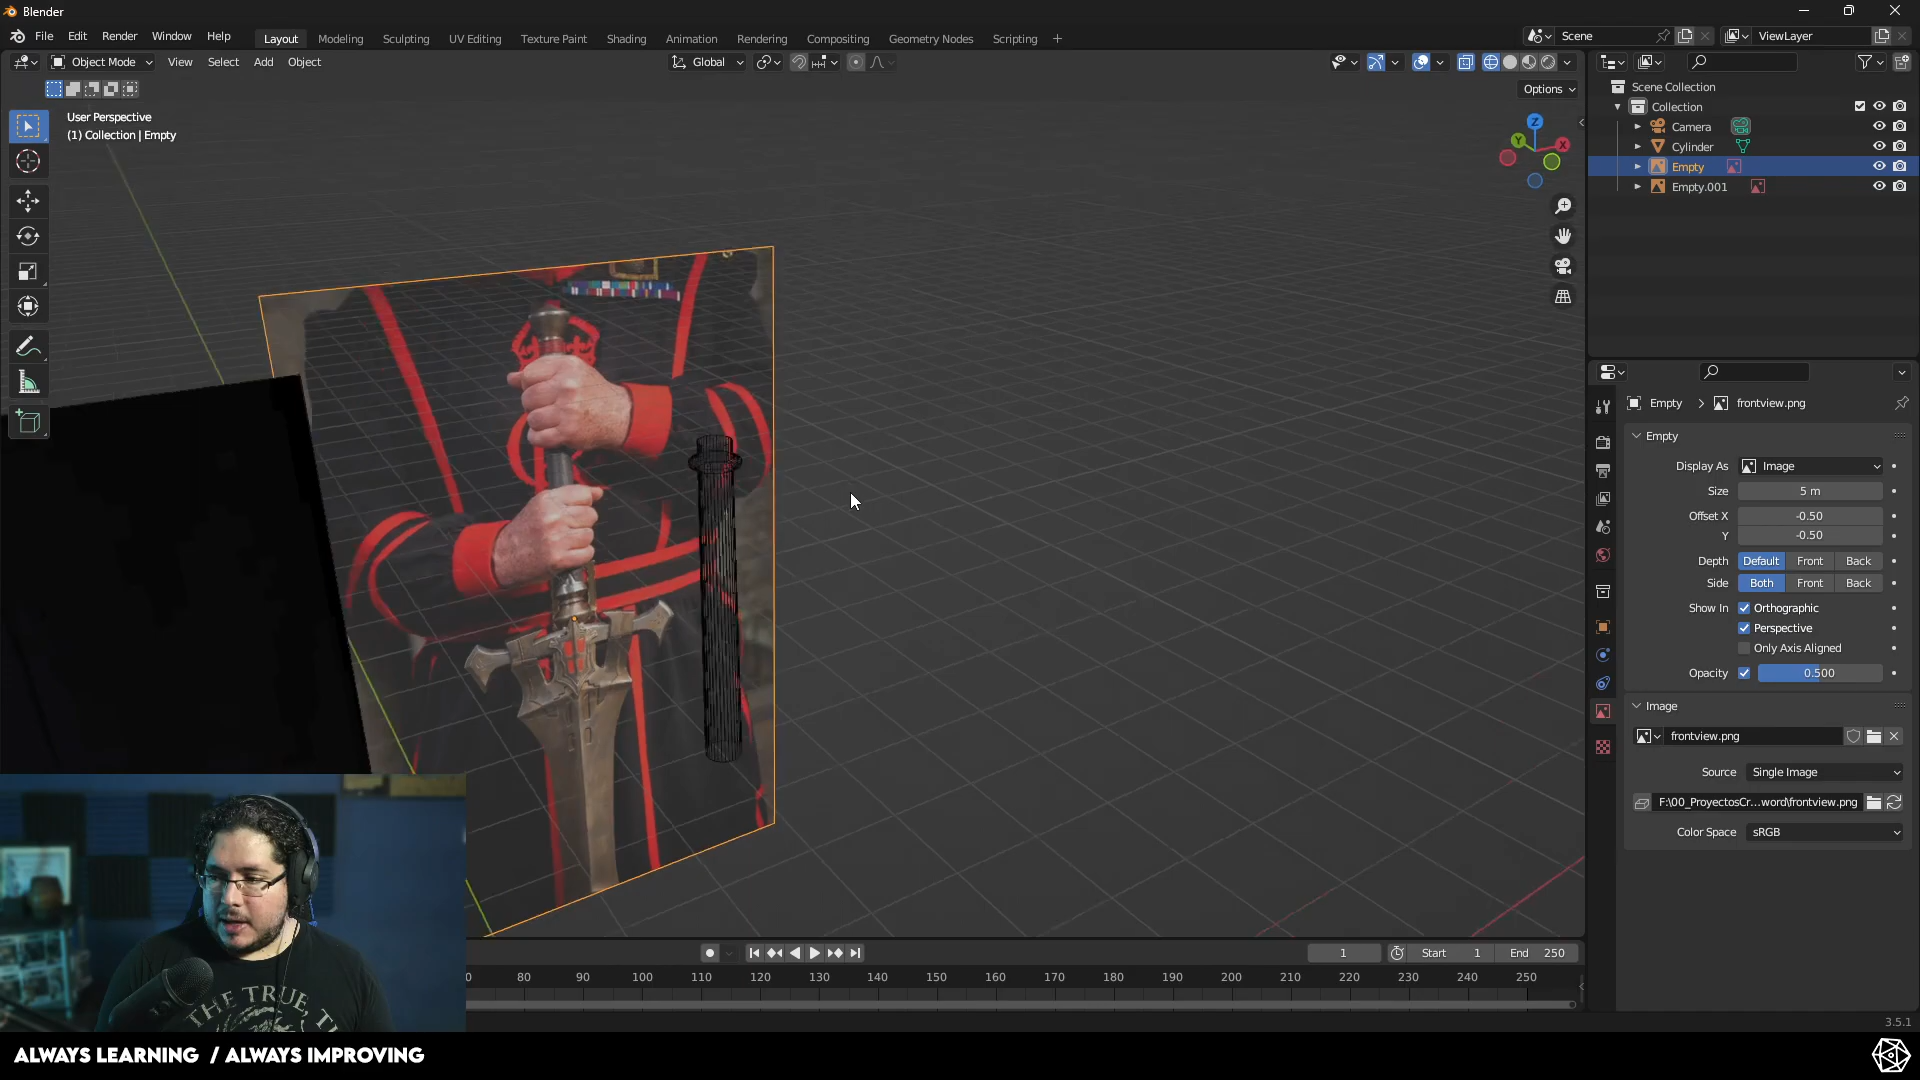 Blender
File Edit Render Window Help Layout Modeling Sculpting UV Editing Texture Paint Shading Animation Rendering Compositing Geometry Nodes Scripting + Scene ViewLayer
Object Mode View Select Add Object Global
Options
User Perspective
(1) Collection | Empty
Z
Y
X
Scene Collection
Collection
Camera
Cylinder
Empty
Empty.001
Empty > frontview.png
Empty
Display As Image
Size 5 m
Offset X -0.50
Y -0.50
Depth Default Front Back
Side Both Front Back
Show In Orthographic
Perspective
Only Axis Aligned
Opacity 0.500
Image
frontview.png
Source Single Image
F:\00_ProyectosCr...word\frontview.png
Color Space sRGB
1 Start 1 End 250
80 90 100 110 120 130 140 150 160 170 180 190 200 210 220 230 240 250
THE TRUE, T
3.5.1
ALWAYS LEARNING / ALWAYS IMPROVING